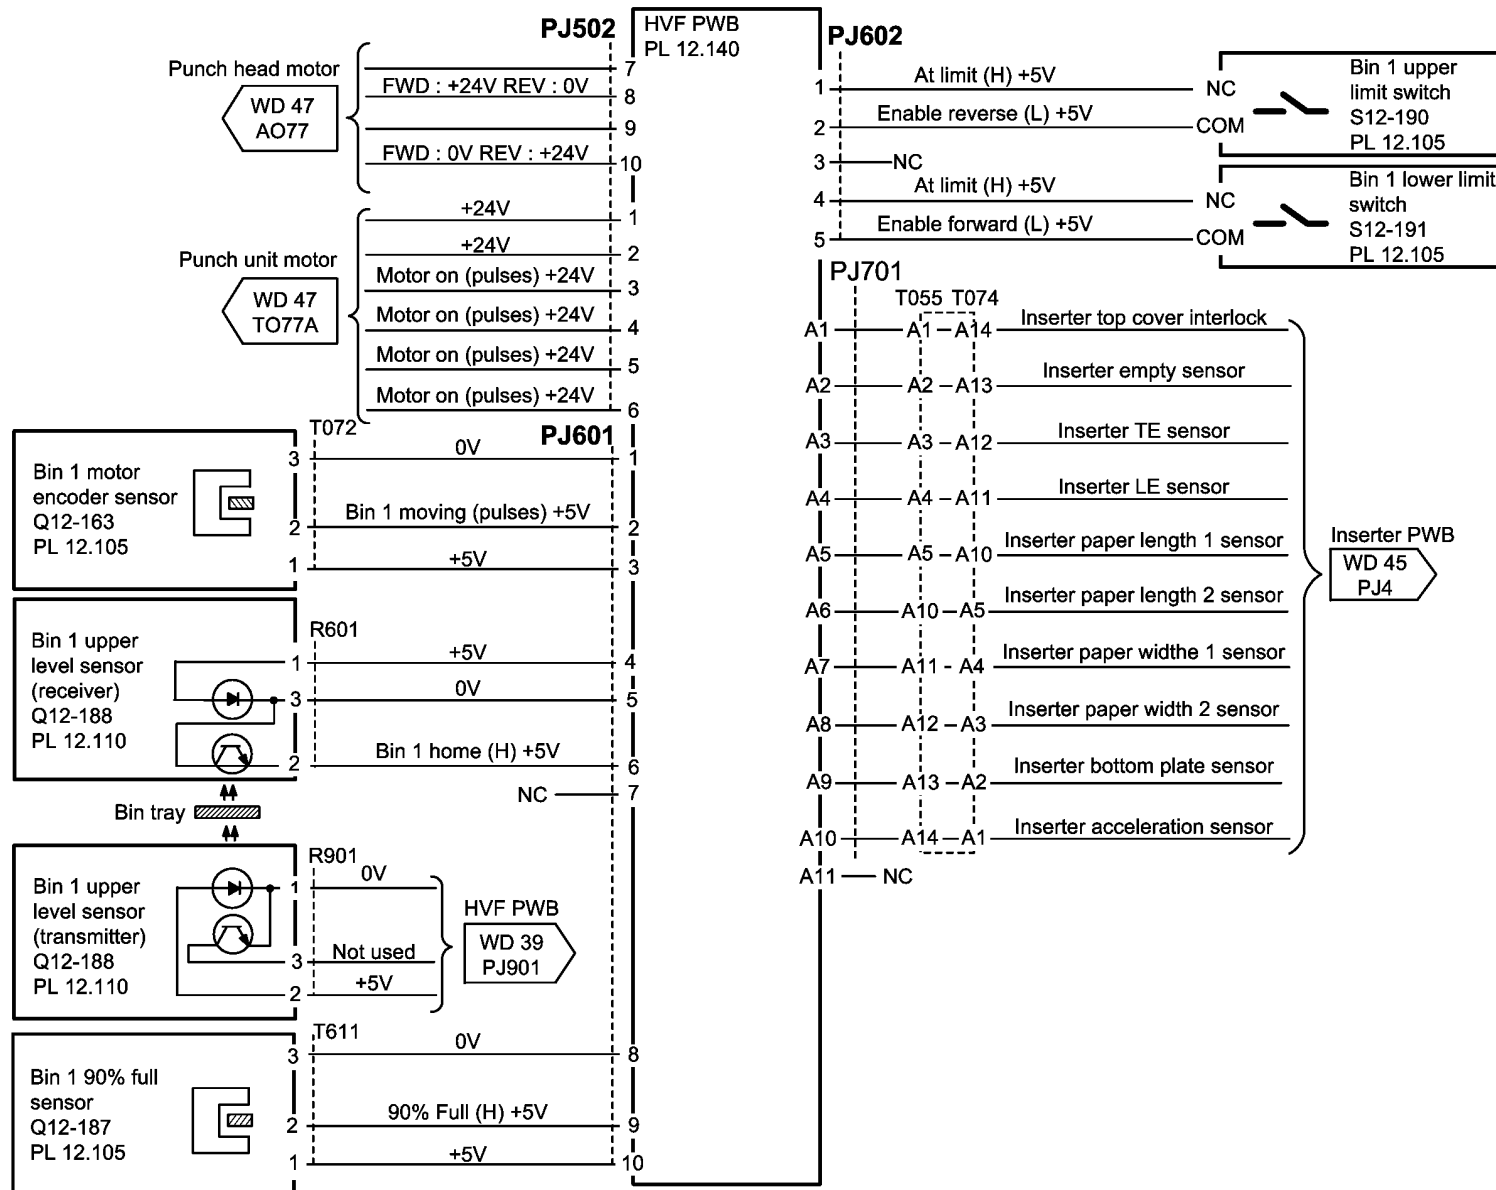 PJ502
HVF PWB
PL 12.140
PJ602
Punch head motor
WD 47
AO77
7
FWD : +24V REV : 0V
8
9
FWD : 0V REV : +24V
10
Punch unit motor
WD 47
TO77A
+24V
1
+24V
2
Motor on (pulses) +24V
3
Motor on (pulses) +24V
4
Motor on (pulses) +24V
5
Motor on (pulses) +24V
6
PJ601
T072
Bin 1 motor
encoder sensor
Q12-163
PL 12.105
3 0V 1
2 Bin 1 moving (pulses) +5V 2
1 +5V 3
R601
Bin 1 upper
level sensor
(receiver)
Q12-188
PL 12.110
1 +5V 4
3 0V 5
2 Bin 1 home (H) +5V 6
NC 7
Bin tray
R901
Bin 1 upper
level sensor
(transmitter)
Q12-188
PL 12.110
1 0V
3 Not used
2 +5V
HVF PWB
WD 39
PJ901
T611
Bin 1 90% full
sensor
Q12-187
PL 12.105
3 0V 8
2 90% Full (H) +5V 9
1 +5V 10
1 At limit (H) +5V NC
2 Enable reverse (L) +5V COM
Bin 1 upper
limit switch
S12-190
PL 12.105
3 NC
4 At limit (H) +5V NC
5 Enable forward (L) +5V COM
Bin 1 lower limit
switch
S12-191
PL 12.105
PJ701
T055 T074
A1 A1 A14 Inserter top cover interlock
A2 A2 A13 Inserter empty sensor
A3 A3 A12 Inserter TE sensor
A4 A4 A11 Inserter LE sensor
A5 A5 A10 Inserter paper length 1 sensor
A6 A10 A5 Inserter paper length 2 sensor
A7 A11 A4 Inserter paper widthe 1 sensor
A8 A12 A3 Inserter paper width 2 sensor
A9 A13 A2 Inserter bottom plate sensor
A10 A14 A1 Inserter acceleration sensor
A11 NC
Inserter PWB
WD 45
PJ4